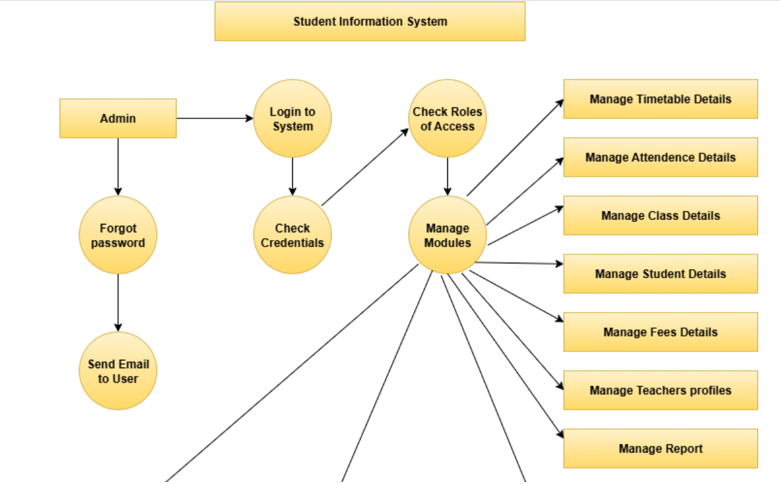 Student Information System
Admin
Login to
System
Check Roles
of Access
Manage Timetable Details
Manage Attendence Details
Manage Class Details
Forgot
password
Check
Credentials
Manage
Modules
Manage Student Details
Manage Fees Details
Send Email
to User
Manage Teachers profiles
Manage Report